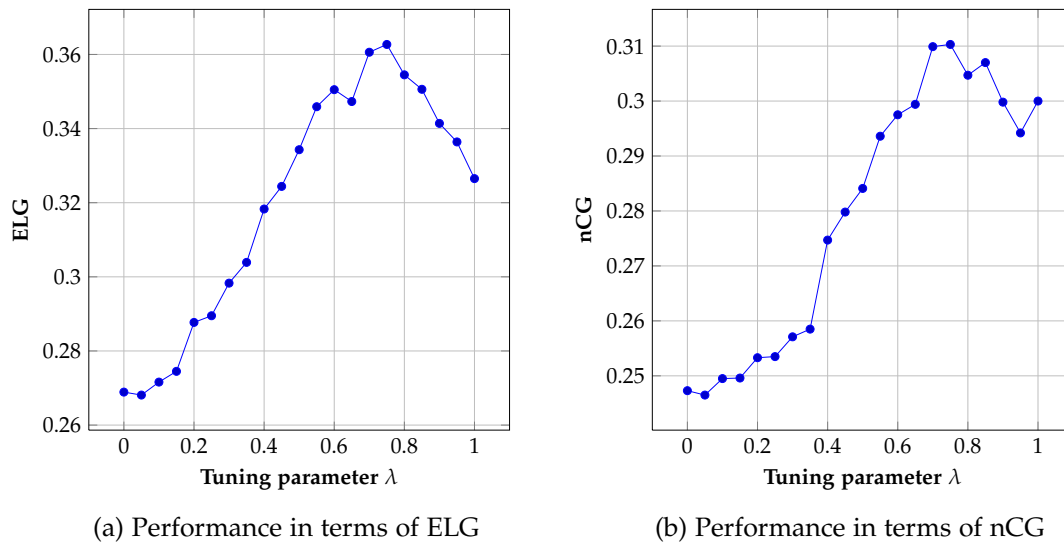 0.36
0.34
0.32
0.3
0.28
0.26
ELG
0 0.2 0.4 0.6 0.8 1
Tuning parameter λ
(a) Performance in terms of ELG
0.31
0.3
0.29
0.28
0.27
0.26
0.25
nCG
0 0.2 0.4 0.6 0.8 1
Tuning parameter λ
(b) Performance in terms of nCG